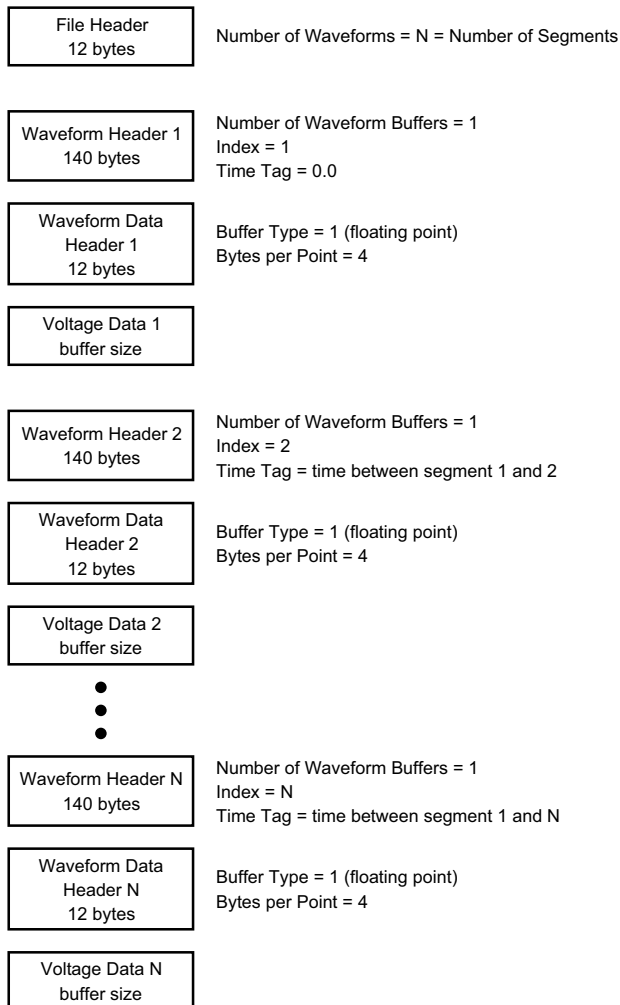 File Header
12 bytes
Number of Waveforms = N = Number of Segments
Waveform Header 1
140 bytes
Number of Waveform Buffers = 1
Index = 1
Time Tag = 0.0
Waveform Data
Header 1
12 bytes
Buffer Type = 1 (floating point)
Bytes per Point = 4
Voltage Data 1
buffer size
Waveform Header 2
140 bytes
Number of Waveform Buffers = 1
Index = 2
Time Tag = time between segment 1 and 2
Waveform Data
Header 2
12 bytes
Buffer Type = 1 (floating point)
Bytes per Point = 4
Voltage Data 2
buffer size
Waveform Header N
140 bytes
Number of Waveform Buffers = 1
Index = N
Time Tag = time between segment 1 and N
Waveform Data
Header N
12 bytes
Buffer Type = 1 (floating point)
Bytes per Point = 4
Voltage Data N
buffer size